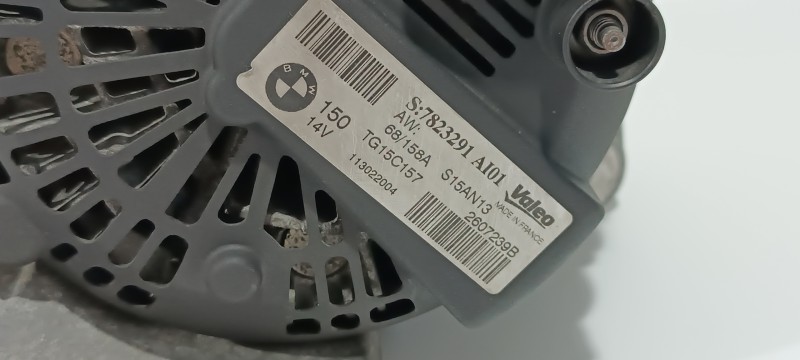 BMW
S:7823291 AI01
AW:
150 68/158A S15AN13
14V TG15C157
113022004
Valeo
MADE IN FRANCE
2607239B